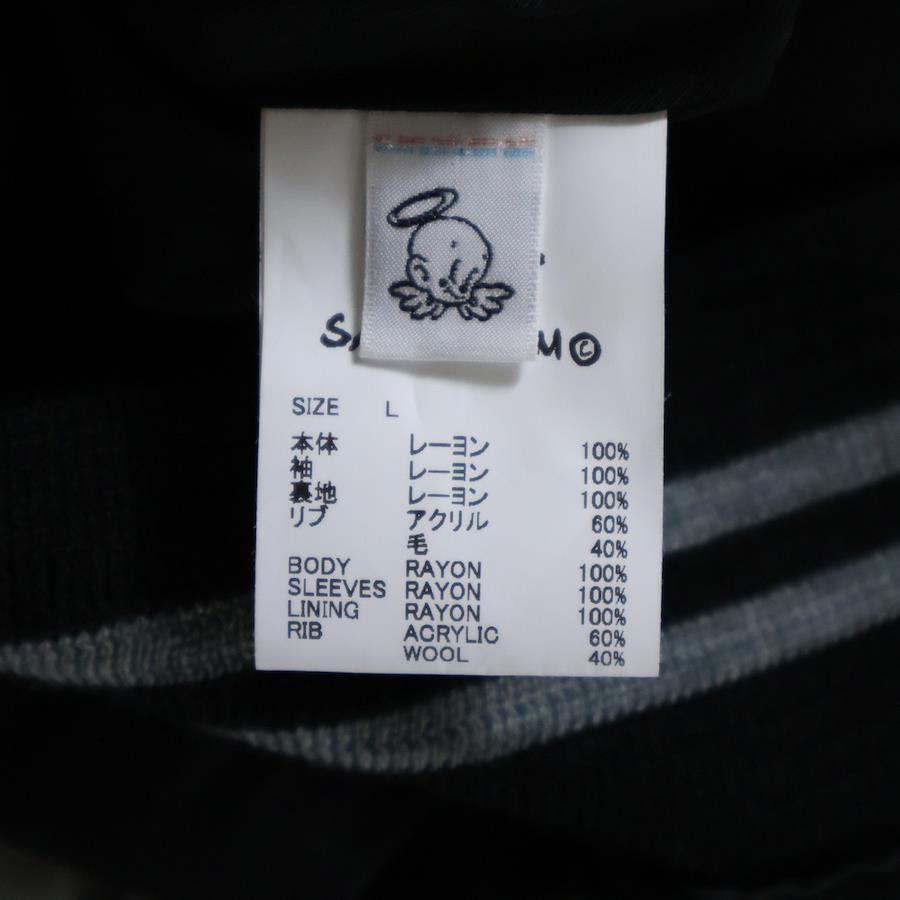 M©
SIZE L
本体 レーヨン 100%
袖 レーヨン 100%
裏地 レーヨン 100%
リブ アクリル 60%
毛 40%
BODY RAYON 100%
SLEEVES RAYON 100%
LINING RAYON 100%
RIB ACRYLIC 60%
WOOL 40%